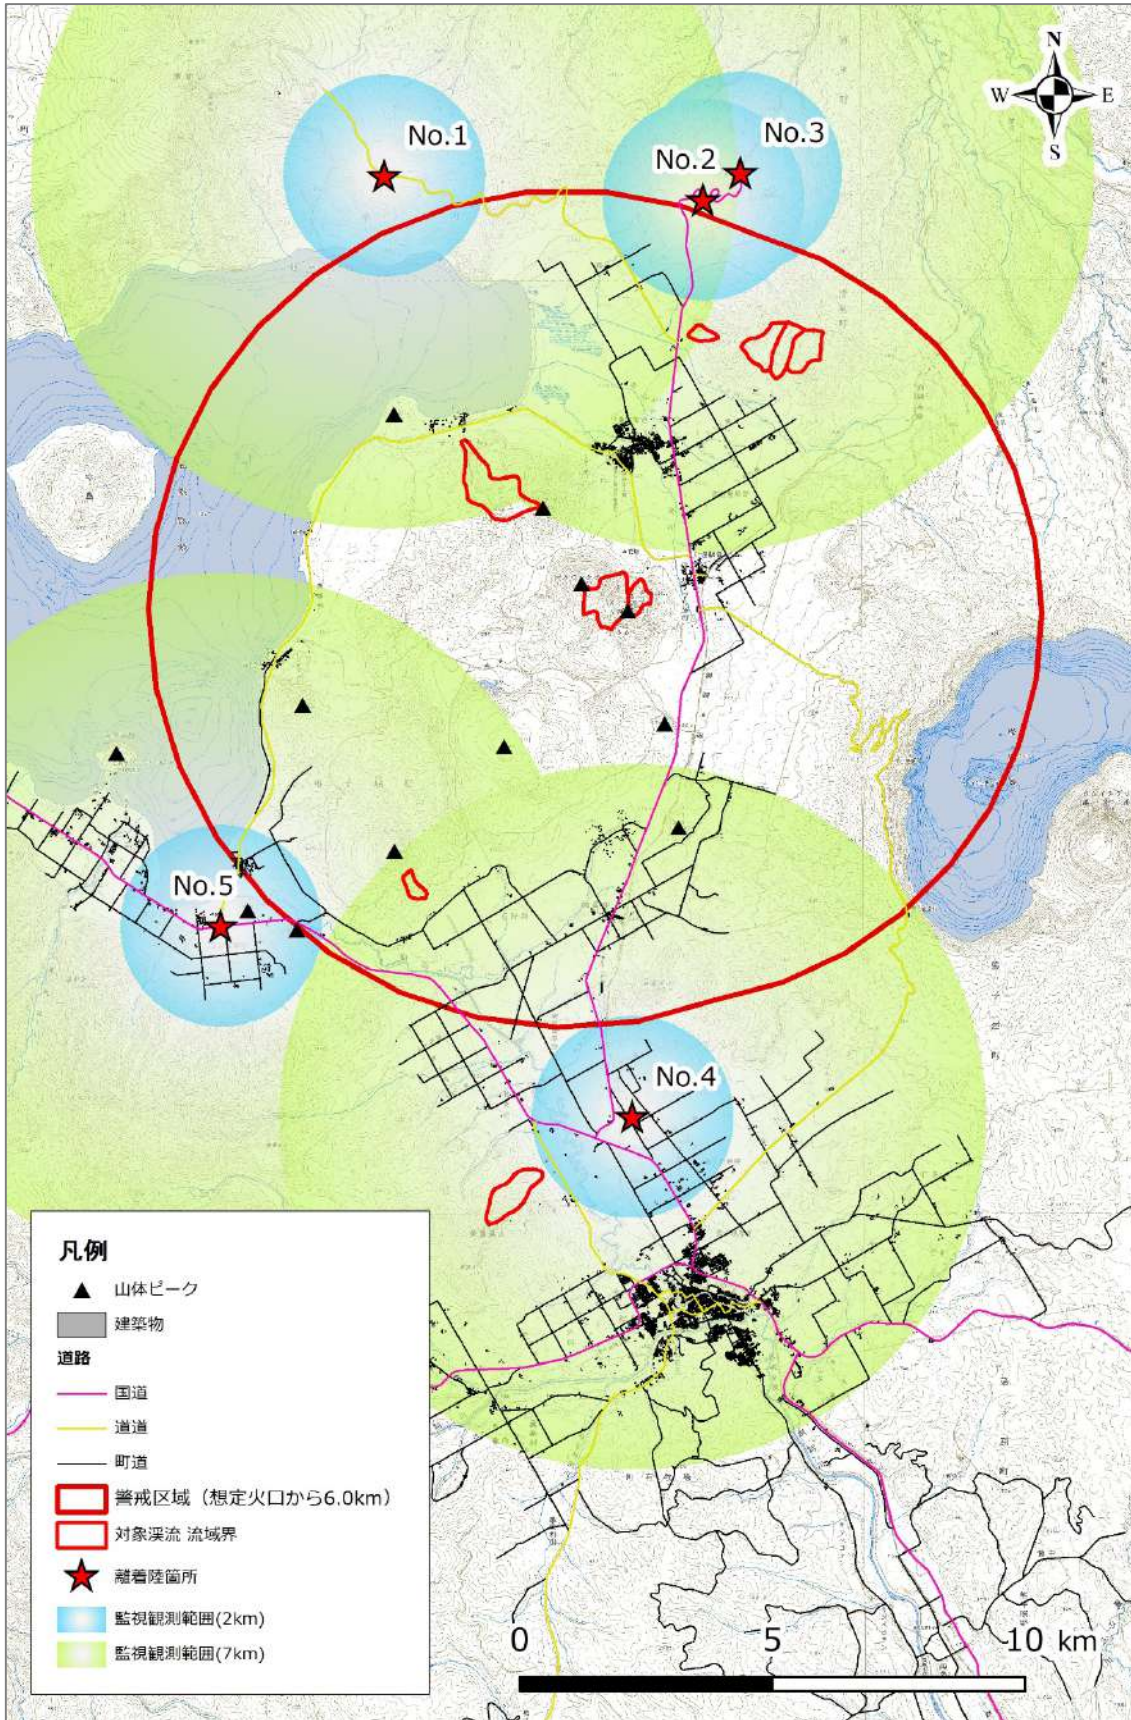 N
W E
S
No.1
No.3
No.2
No.5
No.4
凡例
山体ピーク
建築物
道路
国道
道道
町道
警戒区域（想定火口から6.0km）
対象渓流 流域界
離着陸箇所
監視観測範囲(2km)
監視観測範囲(7km)
0 5 10 km